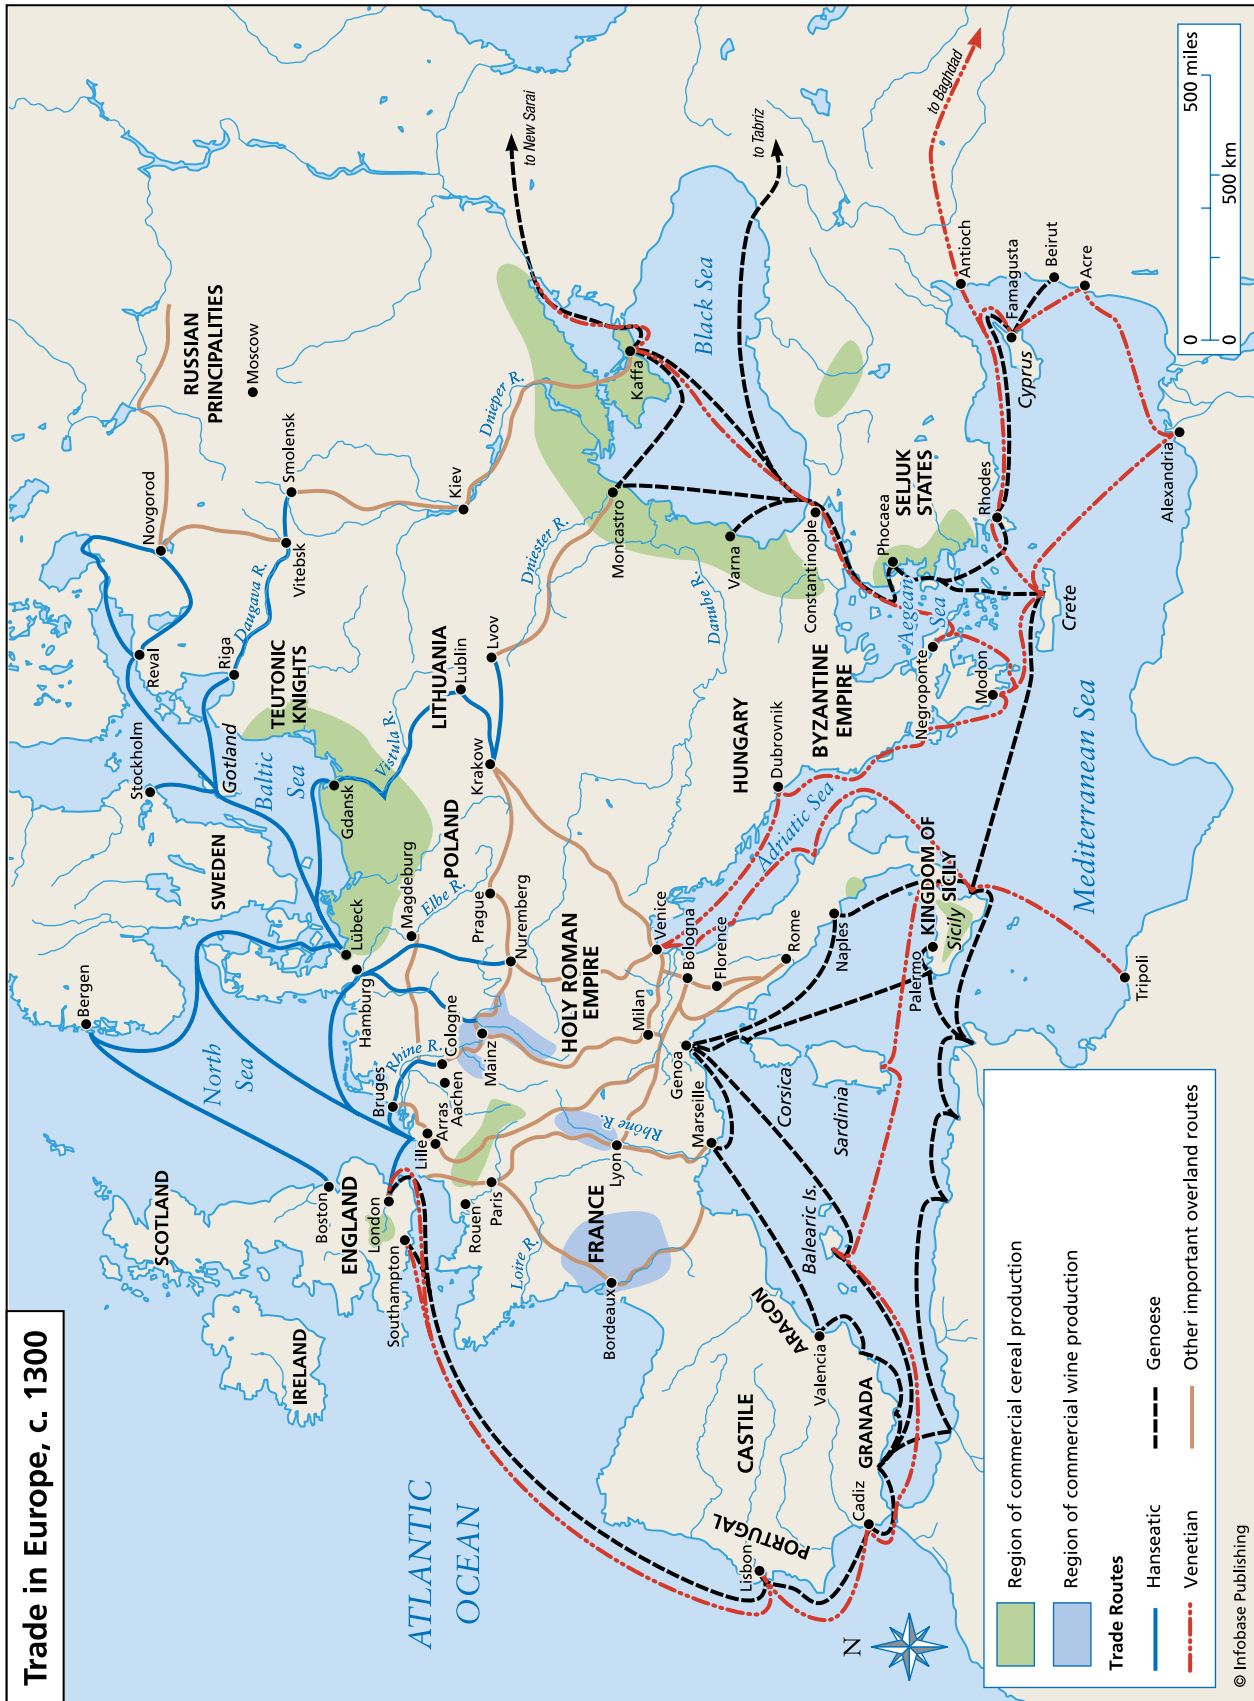 Trade in Europe, c. 1300
ATLANTIC
OCEAN
North
Sea
Baltic
Sea
Black Sea
Adriatic Sea
Aegean
Sea
Mediterranean Sea
SCOTLAND
IRELAND
ENGLAND
Boston
London
Southampton
Bergen
SWEDEN
Stockholm
Gotland
Reval
Novgorod
Riga
TEUTONIC
KNIGHTS
Daugava R.
Vitebsk
Smolensk
RUSSIAN
PRINCIPALITIES
Moscow
Lübeck
Hamburg
Gdansk
Vistula R.
LITHUANIA
Lublin
Lvov
Krakow
POLAND
Magdeburg
Elbe R.
Prague
Nuremberg
HOLY ROMAN
EMPIRE
Bruges
Rhine R.
Cologne
Aachen
Mainz
Lille
Arras
Rouen
Paris
Loire R.
FRANCE
Lyon
Rhône R.
Bordeaux
Marseille
Genoa
Milan
Venice
Bologna
Florence
Rome
Naples
KINGDOM OF
SICILY
Sicily
Palermo
Corsica
Sardinia
Balearic Is.
ARAGON
Valencia
CASTILE
GRANADA
Cadiz
PORTUGAL
Lisbon
Kiev
Dnieper R.
Dniester R.
Moncastro
Kaffa
to New Sarai
to Tabriz
to Baghdad
Danube R.
Varna
Constantinople
HUNGARY
Dubrovnik
BYZANTINE
EMPIRE
Negroponte
Modon
Phocaea
SELJUK
STATES
Rhodes
Crete
Cyprus
Famagusta
Antioch
Beirut
Acre
Alexandria
Tripoli
N
Region of commercial cereal production
Region of commercial wine production
Trade Routes
Hanseatic
Genoese
Venetian
Other important overland routes
0 500 miles
0 500 km
© Infobase Publishing